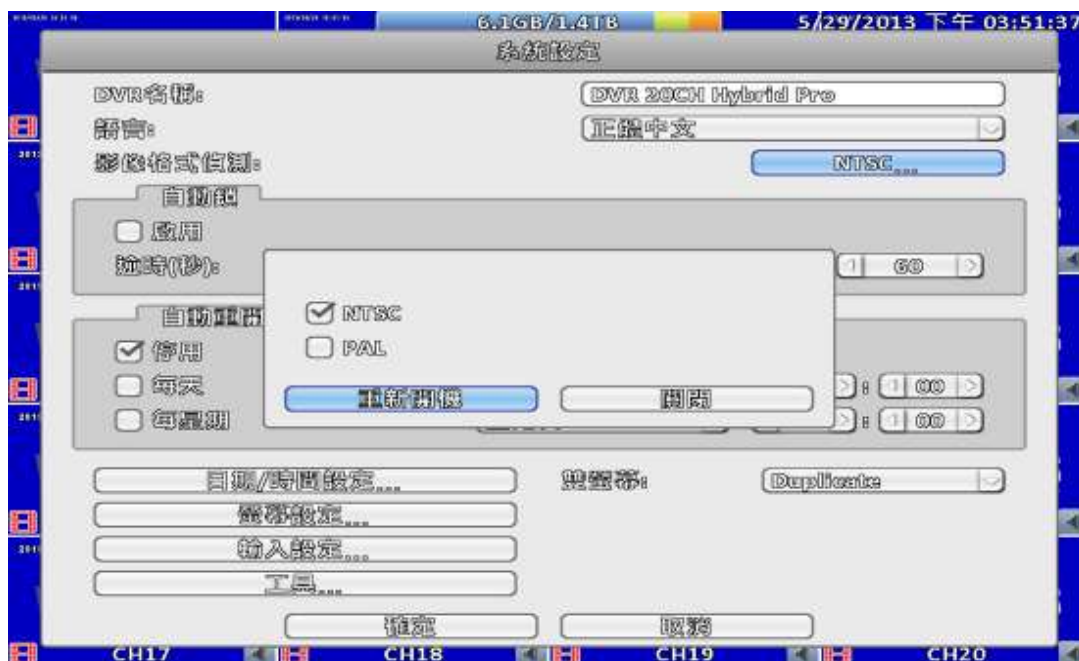 6.1GB/1.4TB 5/29/2013 下午 03:51:37
系統設定
DVR名稱: DVR 20CH Hybrid Pro
語言: 正體中文
影像格式偵測: NTSC...
自動鎖
啟用
逾時(秒): 60
自動重開
NTSC
PAL
停用
每天 : 00
重新開機 關閉
每星期 : 00
日期/時間設定... 雙螢幕: Duplicate
螢幕設定...
輸入設定...
工具...
確定 取消
CH17 CH18 CH19 CH20